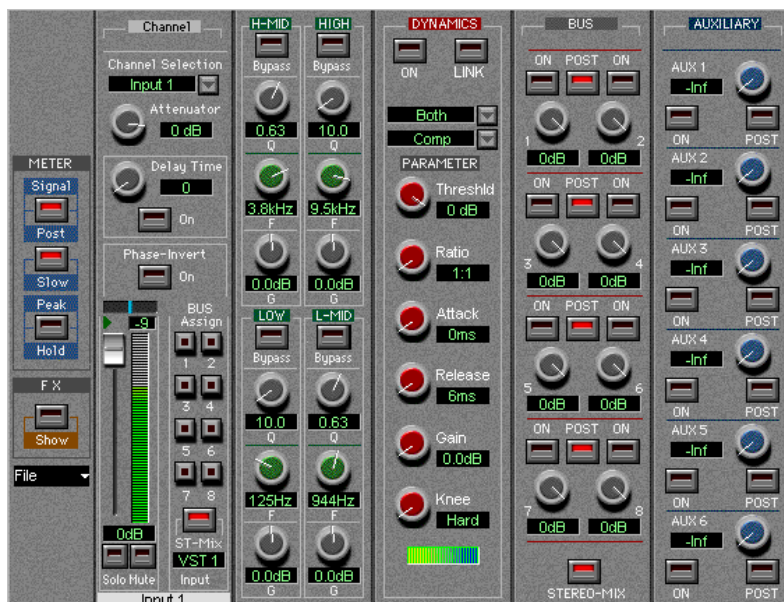 METER
Signal
Post
Slow
Peak
Hold
FX
Show
File
Channel
Channel Selection
Input 1
Attenuator
0 dB
Delay Time
0
On
Phase-Invert
On
-9
BUS
Assign
1 2
3 4
5 6
7 8
0dB
ST-Mix
VST 1
Solo Mute
Input
Input 1
H-MID
HIGH
Bypass
Bypass
0.63
10.0
Q
Q
3.8kHz
9.5kHz
F
F
0.0dB
0.0dB
G
G
LOW
L-MID
Bypass
Bypass
10.0
0.63
Q
Q
125Hz
944Hz
F
F
0.0dB
0.0dB
G
G
DYNAMICS
ON
LINK
Both
Comp
PARAMETER
Threshld
0 dB
Ratio
1:1
Attack
0ms
Release
6ms
Gain
0.0dB
Knee
Hard
BUS
ON POST ON
1 2
0dB 0dB
ON POST ON
3 4
0dB 0dB
ON POST ON
5 6
0dB 0dB
ON POST ON
7 8
0dB 0dB
STEREO-MIX
AUXILIARY
AUX 1
-Inf
ON POST
AUX 2
-Inf
ON POST
AUX 3
-Inf
ON POST
AUX 4
-Inf
ON POST
AUX 5
-Inf
ON POST
AUX 6
-Inf
ON POST